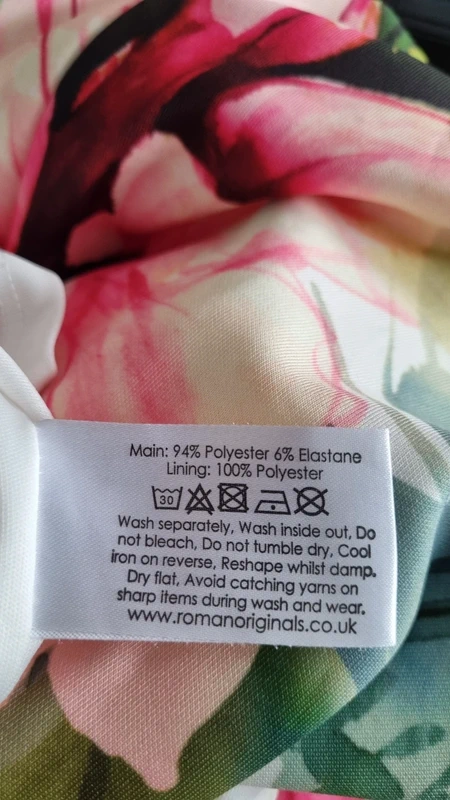 Main: 94% Polyester 6% Elastane
Lining: 100% Polyester
30
Wash separately, Wash inside out, Do
not bleach, Do not tumble dry, Cool
iron on reverse, Reshape whilst damp.
Dry flat, Avoid catching yarns on
sharp items during wash and wear.
www.romanoriginals.co.uk